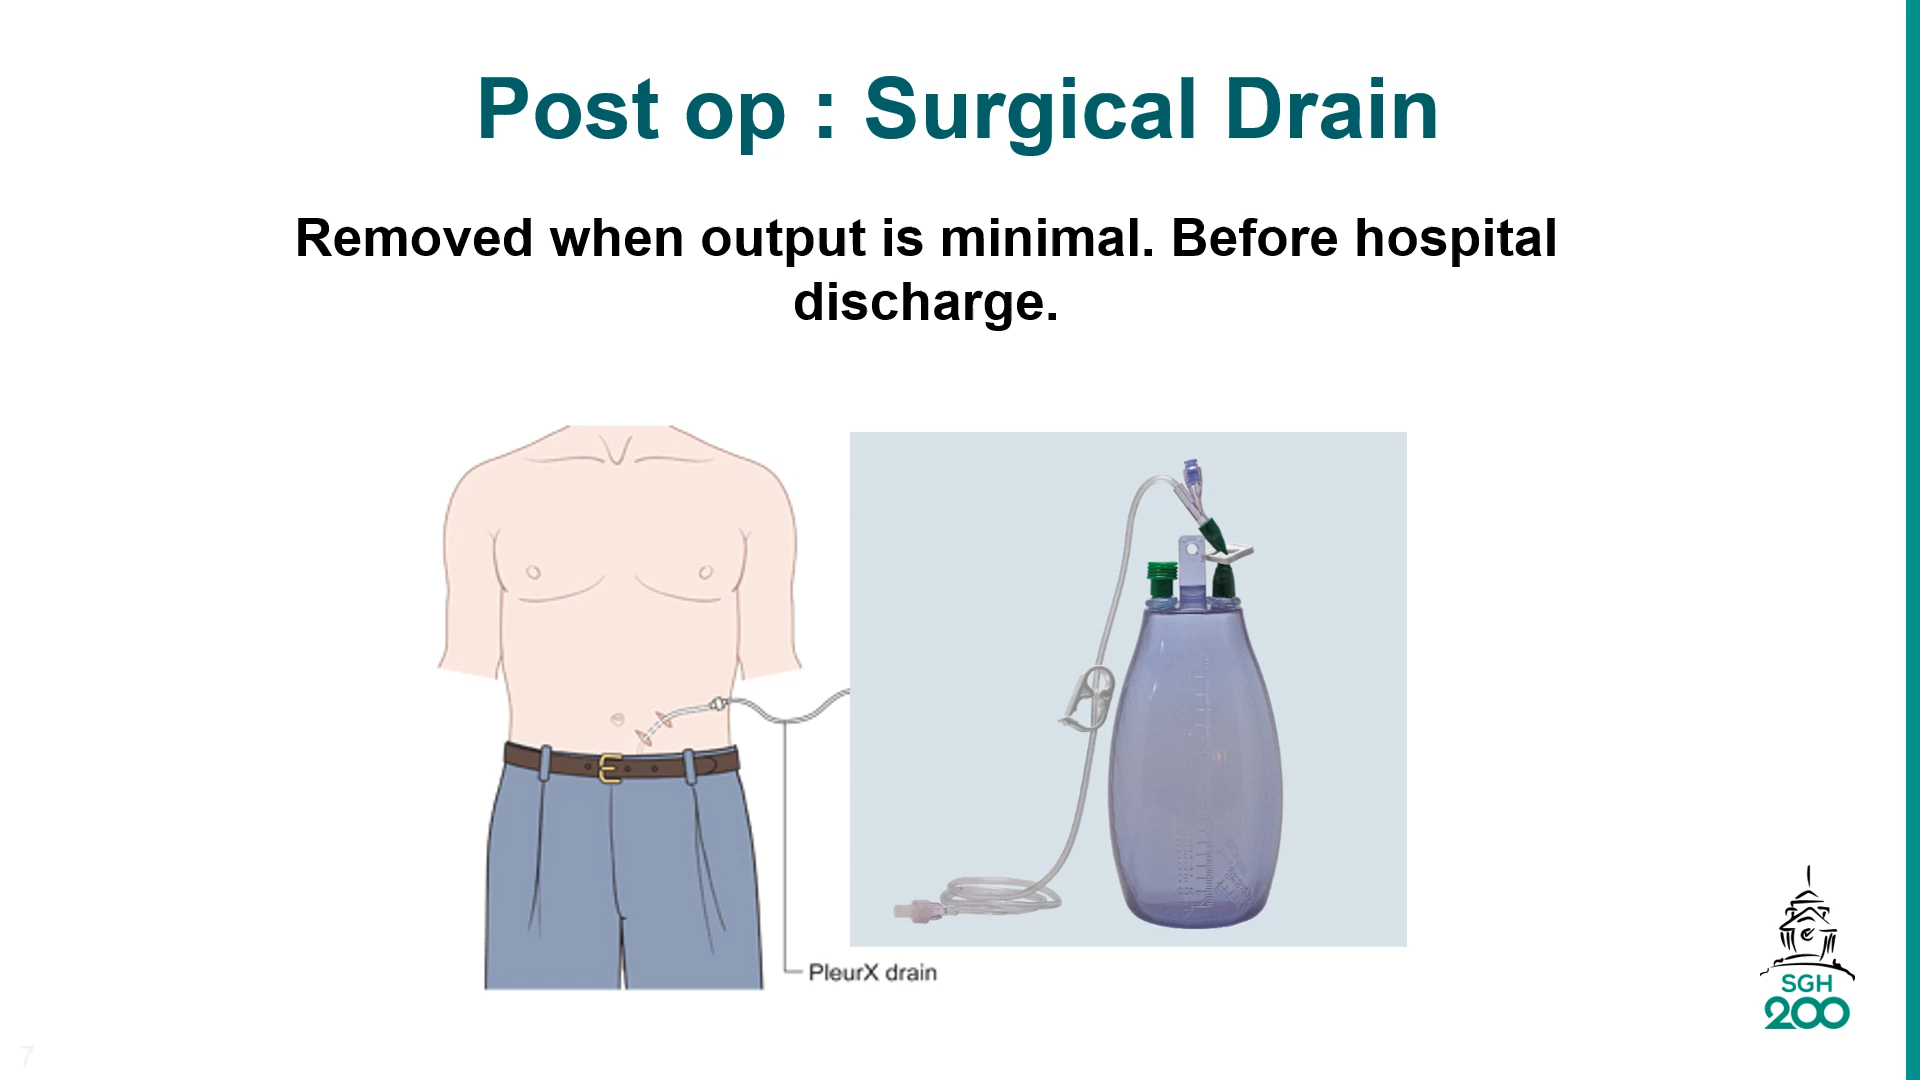 Post op : Surgical Drain
Removed when output is minimal. Before hospital
discharge.
PleurX drain
SGH
200
7